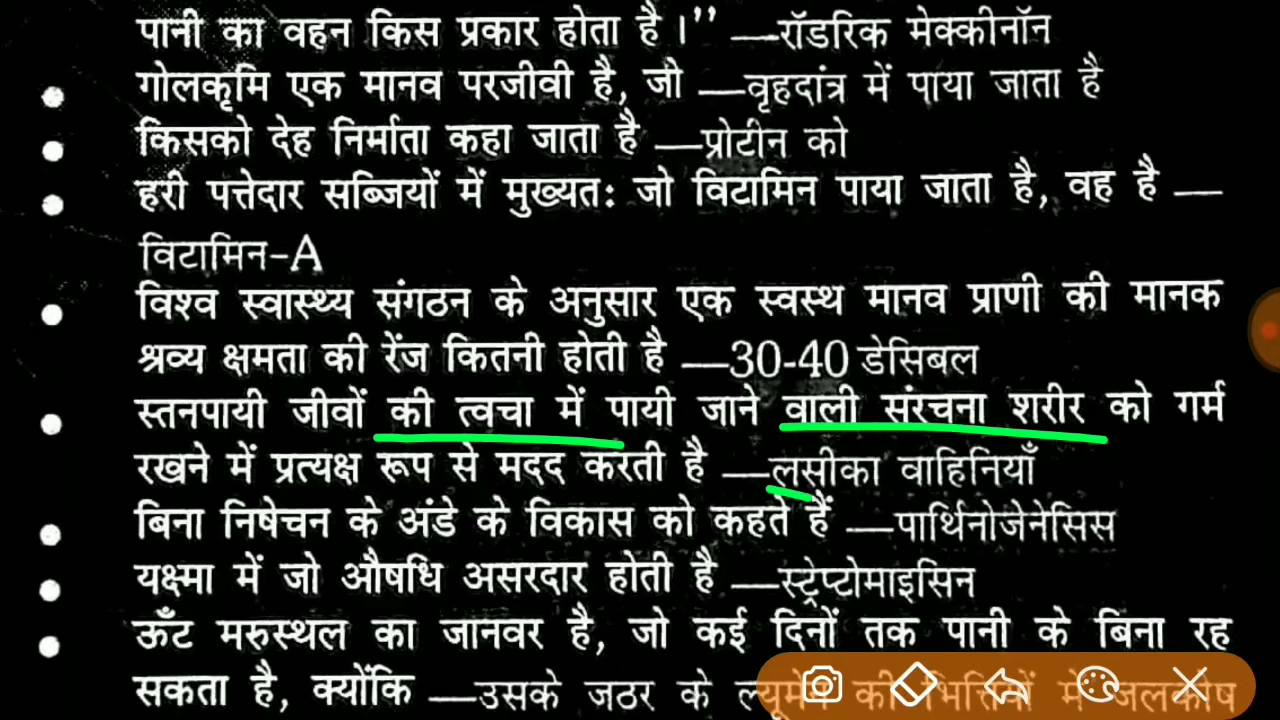 पानी का वहन किस प्रकार होता है ।’’ —रॉडरिक मेक्कीनॉन
गोलकृमि एक मानव परजीवी है, जो —वृहदांत्र में पाया जाता है
किसको देह निर्माता कहा जाता है —प्रोटीन को
हरी पत्तेदार सब्जियों में मुख्यतः जो विटामिन पाया जाता है, वह है —
विटामिन-A
विश्व स्वास्थ्य संगठन के अनुसार एक स्वस्थ मानव प्राणी की मानक
श्रव्य क्षमता की रेंज कितनी होती है —30-40 डेसिबल
स्तनपायी जीवों की त्वचा में पायी जाने वाली संरचना शरीर को गर्म
रखने में प्रत्यक्ष रूप से मदद करती है —लसीका वाहिनियाँ
बिना निषेचन के अंडे के विकास को कहते हैं —पार्थिनोजेनेसिस
यक्ष्मा में जो औषधि असरदार होती है —स्ट्रेप्टोमाइसिन
ऊँट मरुस्थल का जानवर है, जो कई दिनों तक पानी के बिना रह
सकता है, क्योंकि —उसके जठर के ल्यूमेन की भित्तियों में जलकोष